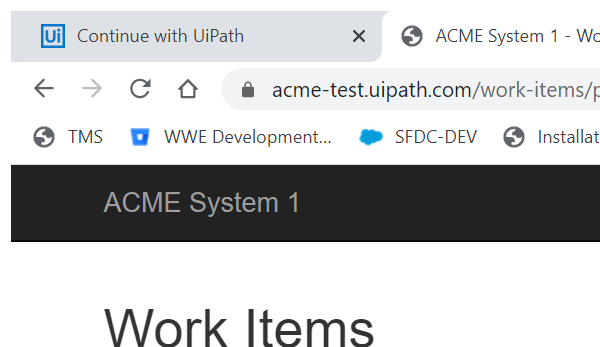 Ui Continue with UiPath ACME System 1 - Wo
acme-test.uipath.com/work-items/p
TMS WWE Development... SFDC-DEV Installat
ACME System 1
Work Items